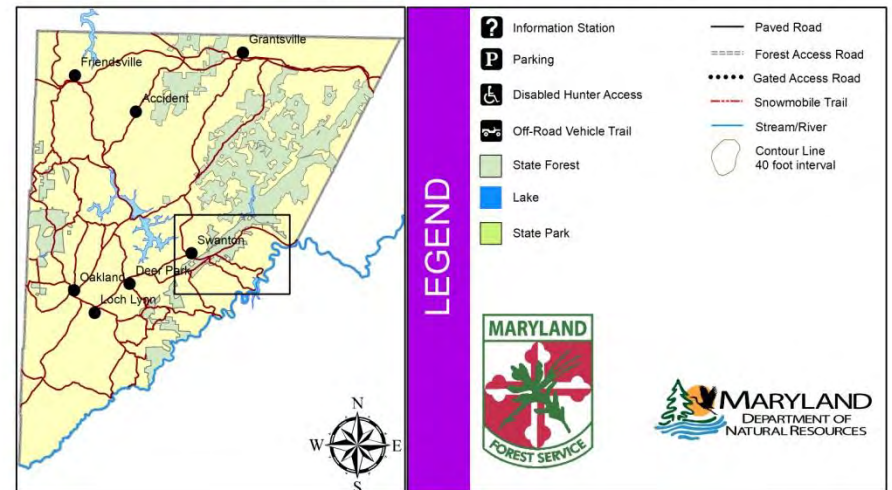 Grantsville
Friendsville
Accident
Swanton
Deer Park
Oakland
Loch Lynn
N
W
E
S
LEGEND
?
Information Station
P
Parking
Disabled Hunter Access
Off-Road Vehicle Trail
State Forest
Lake
State Park
Paved Road
Forest Access Road
Gated Access Road
Snowmobile Trail
Stream/River
Contour Line
40 foot interval
MARYLAND
FOREST SERVICE
MARYLAND
DEPARTMENT OF
NATURAL RESOURCES